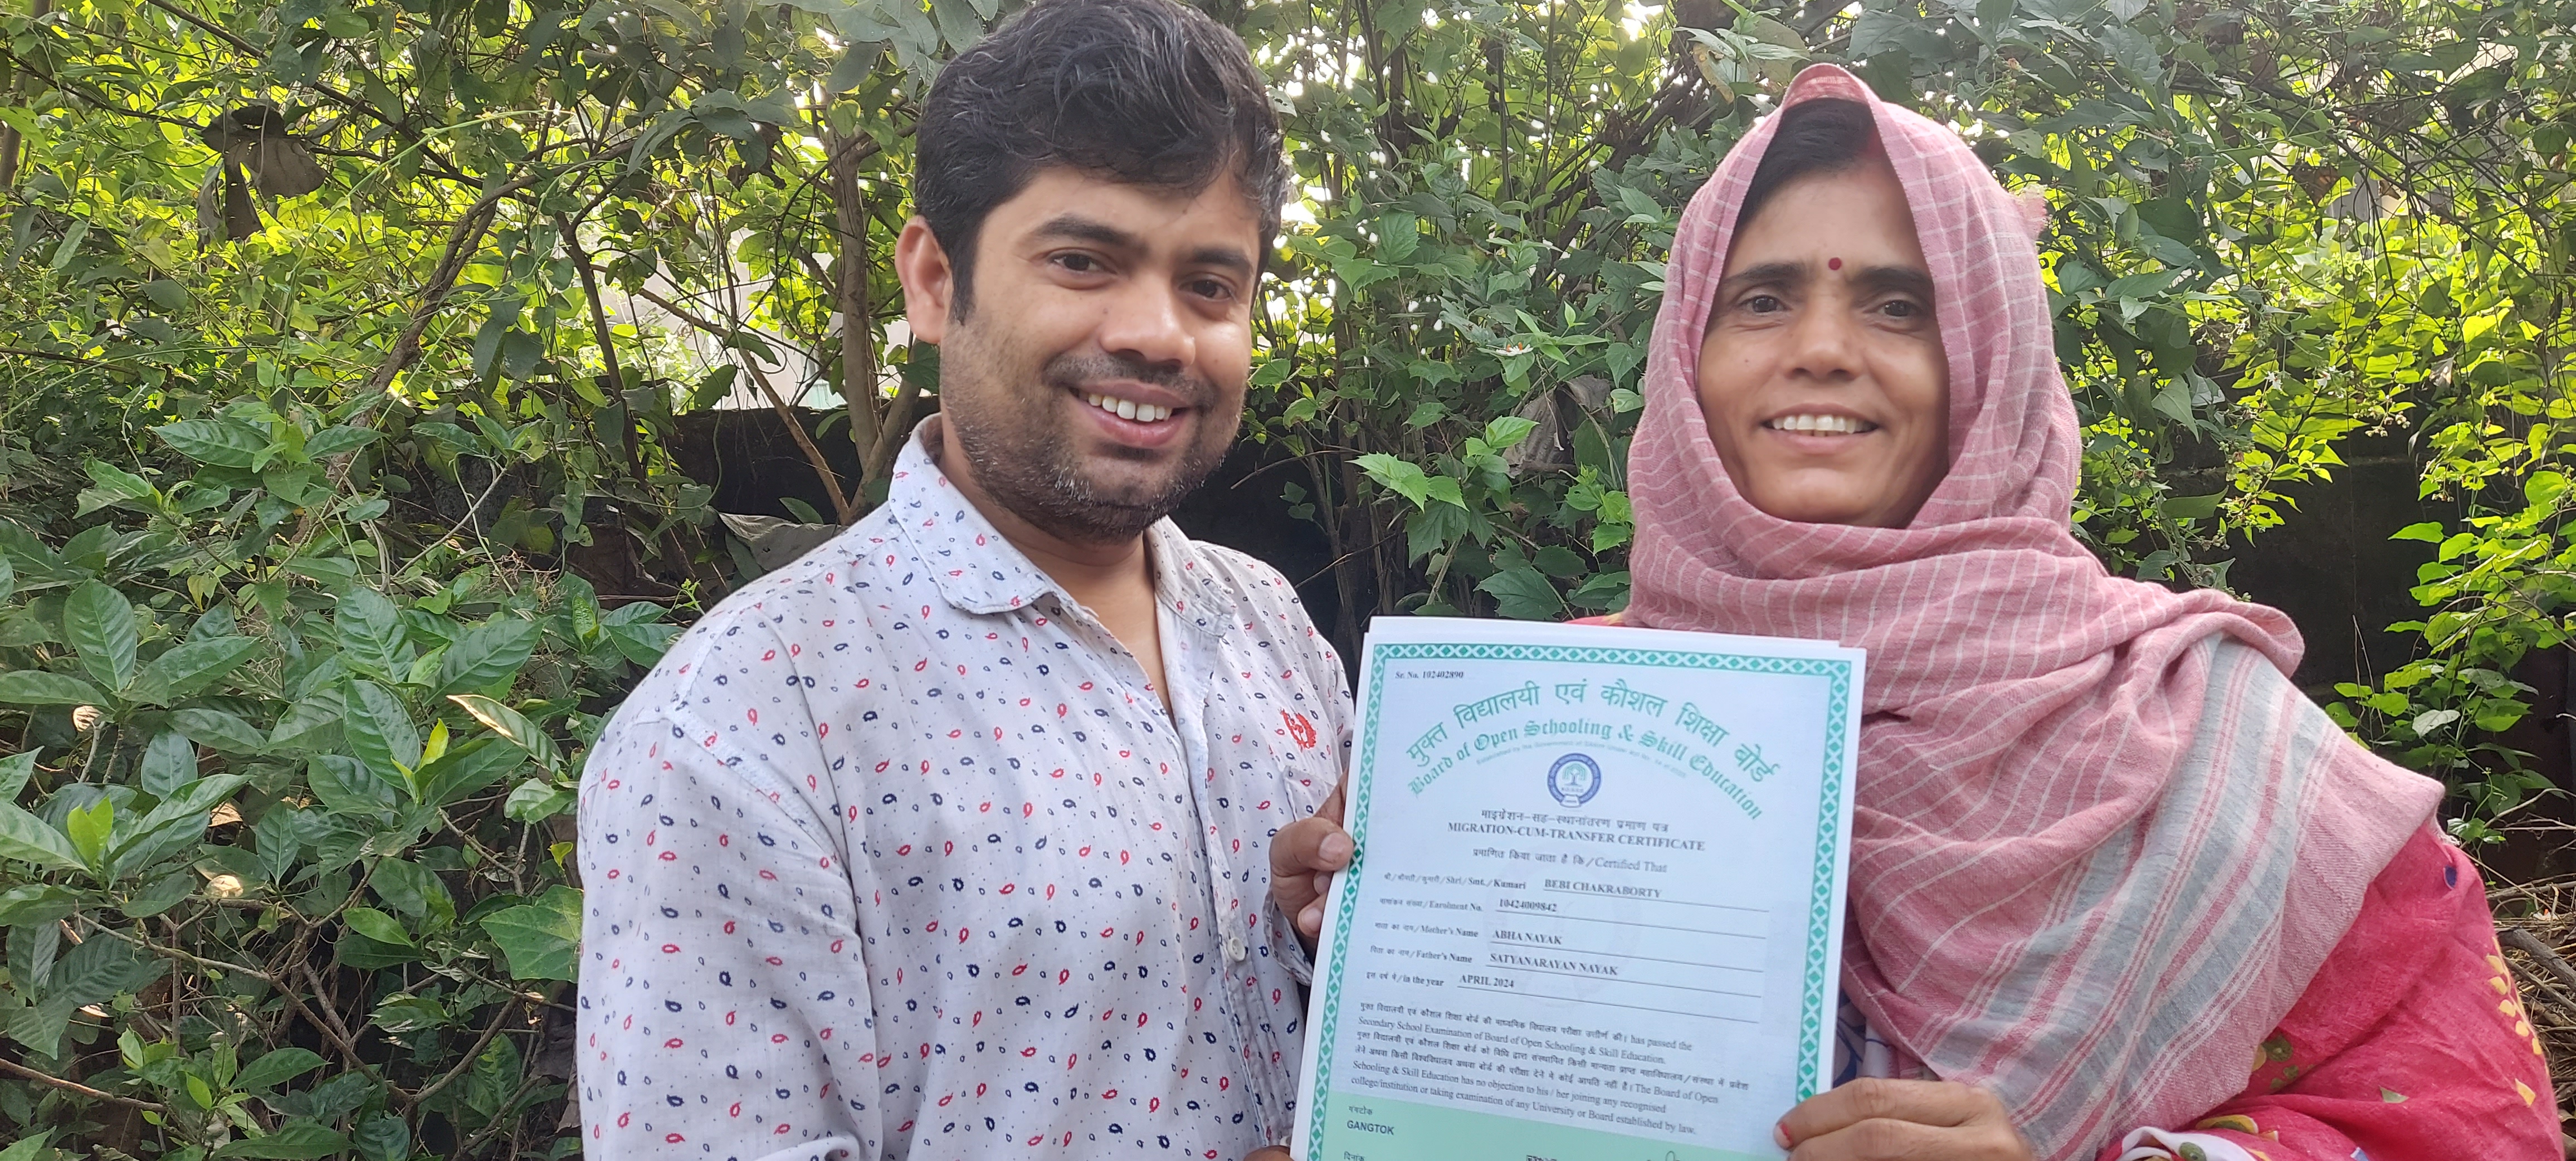 Sr. No. 102402890
मुक्त विद्यालयी एवं कौशल शिक्षा बोर्ड
Board of Open Schooling & Skill Education
माइग्रेशन-सह-स्थानांतरण प्रमाण पत्र
MIGRATION-CUM-TRANSFER CERTIFICATE
प्रमाणित किया जाता है कि/Certified That
श्री/श्रीमती/कुमारी/Shri/Smt./Kumari BEBI CHAKRABORTY
नामांकन संख्या/Enrolment No. 10424009842
माता का नाम/Mother's Name ABHA NAYAK
पिता का नाम/Father's Name SATYANARAYAN NAYAK
इस वर्ष में/in the year APRIL 2024
मुक्त विद्यालयी एवं कौशल शिक्षा बोर्ड की माध्यमिक विद्यालय परीक्षा उत्तीर्ण की। has passed the
Secondary School Examination of Board of Open Schooling & Skill Education.
मुक्त विद्यालयी एवं कौशल शिक्षा बोर्ड को विधि द्वारा संस्थापित किसी मान्यता प्राप्त महाविद्यालय/संस्था में प्रवेश
लेने अथवा किसी विश्वविद्यालय अथवा बोर्ड की परीक्षा देने में कोई आपत्ति नहीं है। The Board of Open
Schooling & Skill Education has no objection to his / her joining any recognised
college/institution or taking examination of any University or Board established by law.
गंगटोक
GANGTOK
दिनांक